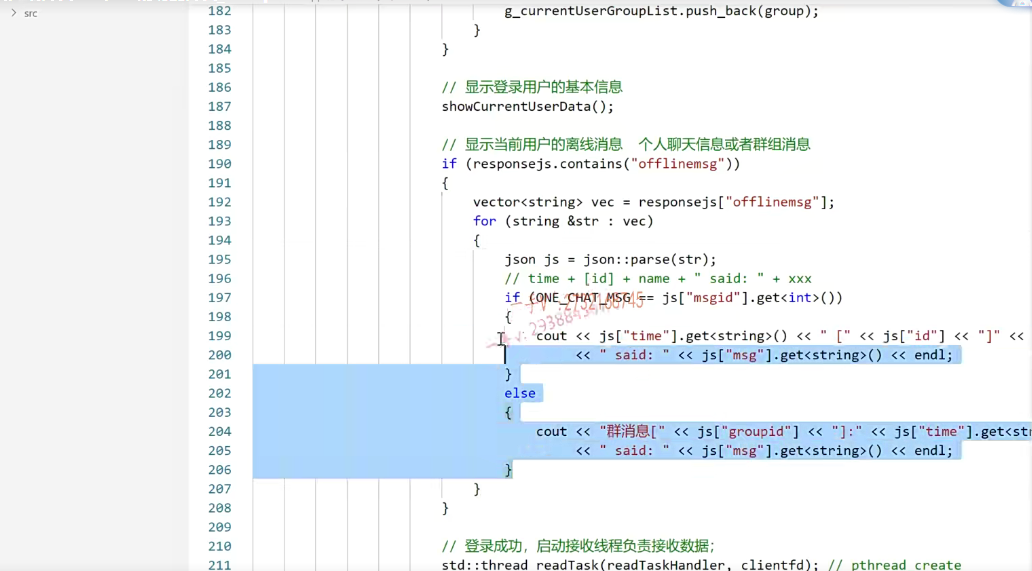 src
182 g_currentUserGroupList.push_back(group);
183 }
184 }
185
186 // 显示登录用户的基本信息
187 showCurrentUserData();
188
189 // 显示当前用户的离线消息 个人聊天信息或者群组消息
190 if (responsejs.contains("offlinemsg"))
191 {
192 vector<string> vec = responsejs["offlinemsg"];
193 for (string &str : vec)
194 {
195 json js = json::parse(str);
196 // time + [id] + name + " said: " + xxx
197 if (ONE_CHAT_MSG == js["msgid"].get<int>())
198 {
199 cout << js["time"].get<string>() << " [" << js["id"] << "]" <<
200 << " said: " << js["msg"].get<string>() << endl;
201 }
202 else
203 {
204 cout << "群消息[" << js["groupid"] << "]:" << js["time"].get<str
205 << " said: " << js["msg"].get<string>() << endl;
206 }
207 }
208 }
209
210 // 登录成功，启动接收线程负责接收数据;
211 std::thread readTask(readTaskHandler, clientfd); // pthread_create